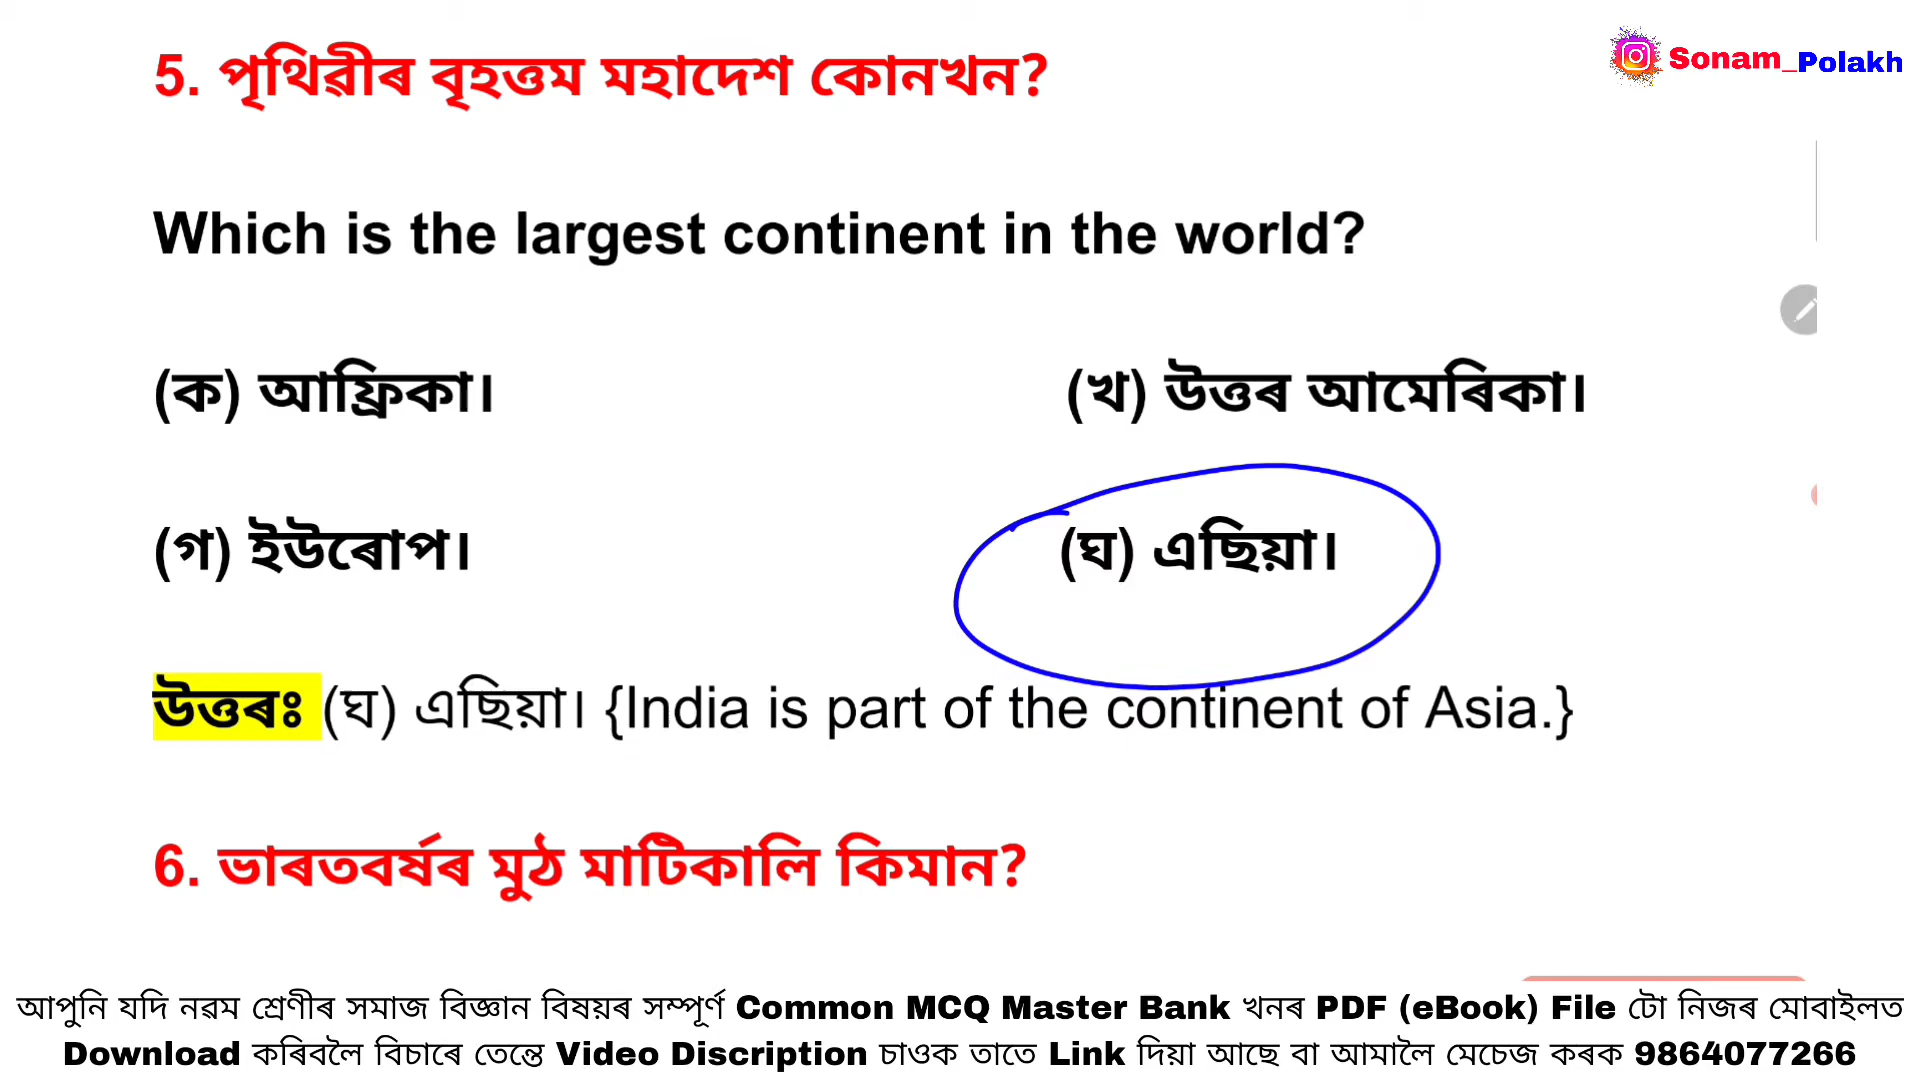 Sonam_Polakh
5. পৃথিৱীৰ বৃহত্তম মহাদেশ কোনখন?
Which is the largest continent in the world?
(ক) আফ্রিকা। (খ) উত্তৰ আমেৰিকা।
(গ) ইউৰোপ। (ঘ) এছিয়া।
উত্তৰঃ (ঘ) এছিয়া। {India is part of the continent of Asia.}
6. ভাৰতবৰ্ষৰ মুঠ মাটিকালি কিমান?
আপুনি যদি নৱম শ্ৰেণীৰ সমাজ বিজ্ঞান বিষয়ৰ সম্পূৰ্ণ Common MCQ Master Bank খনৰ PDF (eBook) File টো নিজৰ মোবাইলত
Download কৰিবলৈ বিচাৰে তেন্তে Video Discription চাওক তাতে Link দিয়া আছে বা আমালৈ মেচেজ কৰক 9864077266